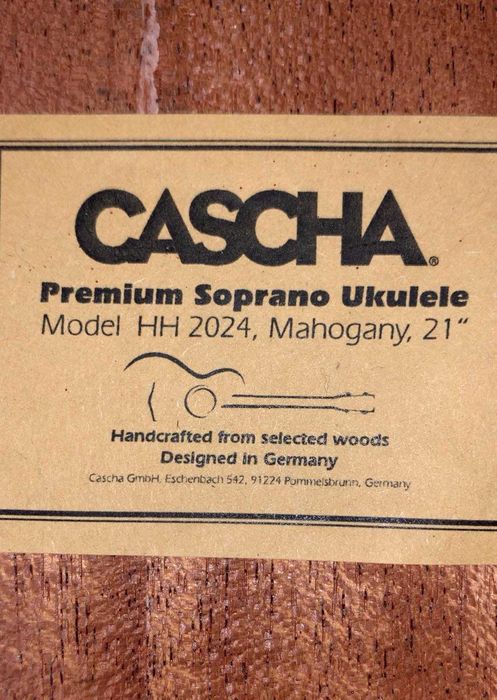 CASCHA®
Premium Soprano Ukulele
Model HH 2024, Mahogany, 21“
Handcrafted from selected woods
Designed in Germany
Cascha GmbH, Eschenbach 542, 91224 Pommelsbrunn, Germany